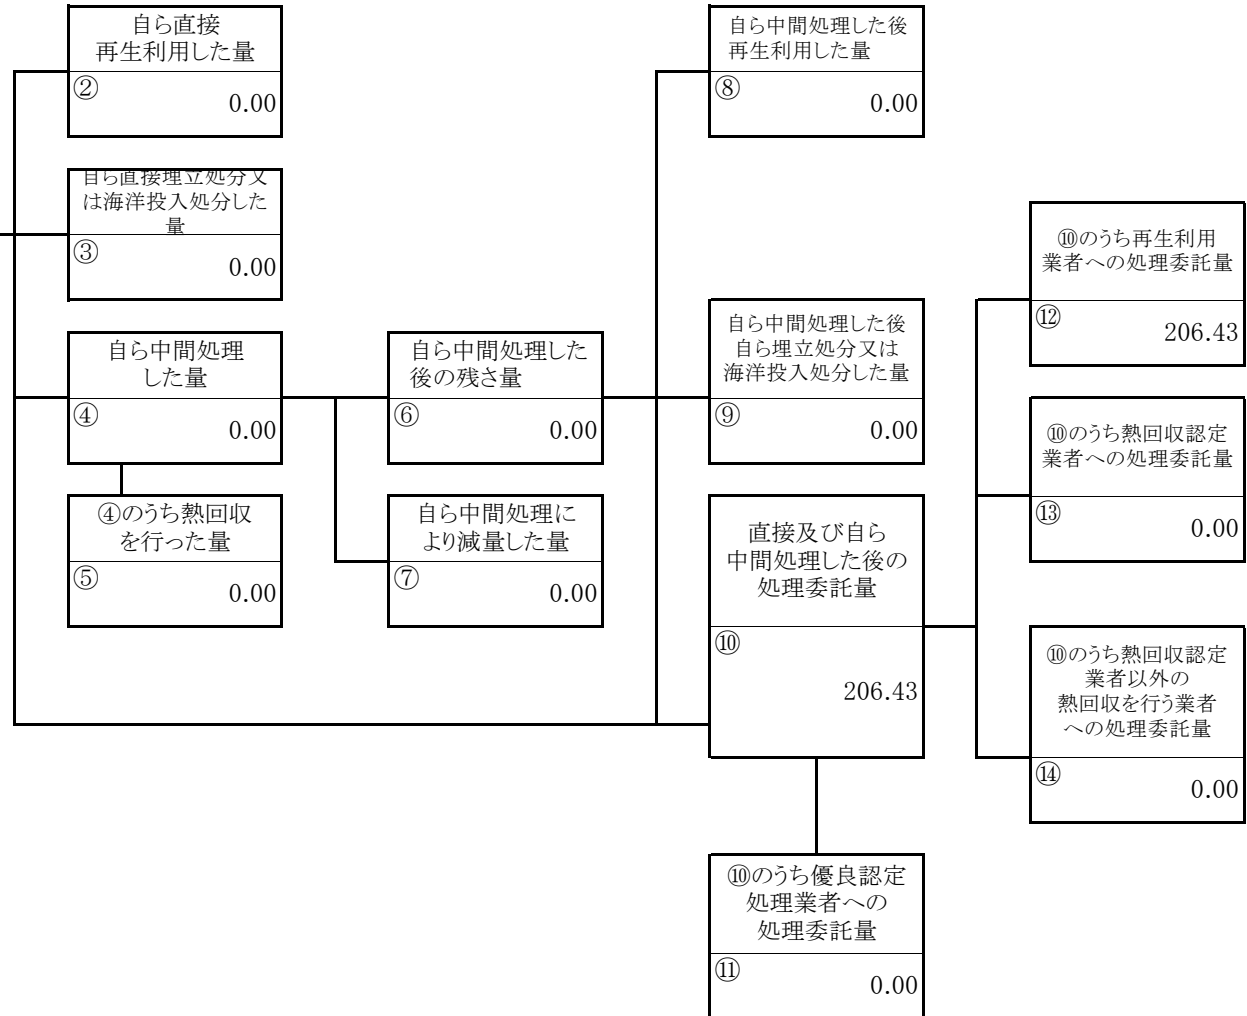 自ら直接
再生利用した量
②
0.00
自ら直接埋立処分又
は海洋投入処分した
量
③
0.00
自ら中間処理
した量
④
0.00
④のうち熱回収
を行った量
⑤
0.00
自ら中間処理した
後の残さ量
⑥
0.00
自ら中間処理に
より減量した量
⑦
0.00
自ら中間処理した後
再生利用した量
⑧
0.00
自ら中間処理した後
自ら埋立処分又は
海洋投入処分した量
⑨
0.00
直接及び自ら
中間処理した後の
処理委託量
⑩
206.43
⑩のうち優良認定
処理業者への
処理委託量
⑪
0.00
⑩のうち再生利用
業者への処理委託量
⑫
206.43
⑩のうち熱回収認定
業者への処理委託量
⑬
0.00
⑩のうち熱回収認定
業者以外の
熱回収を行う業者
への処理委託量
⑭
0.00